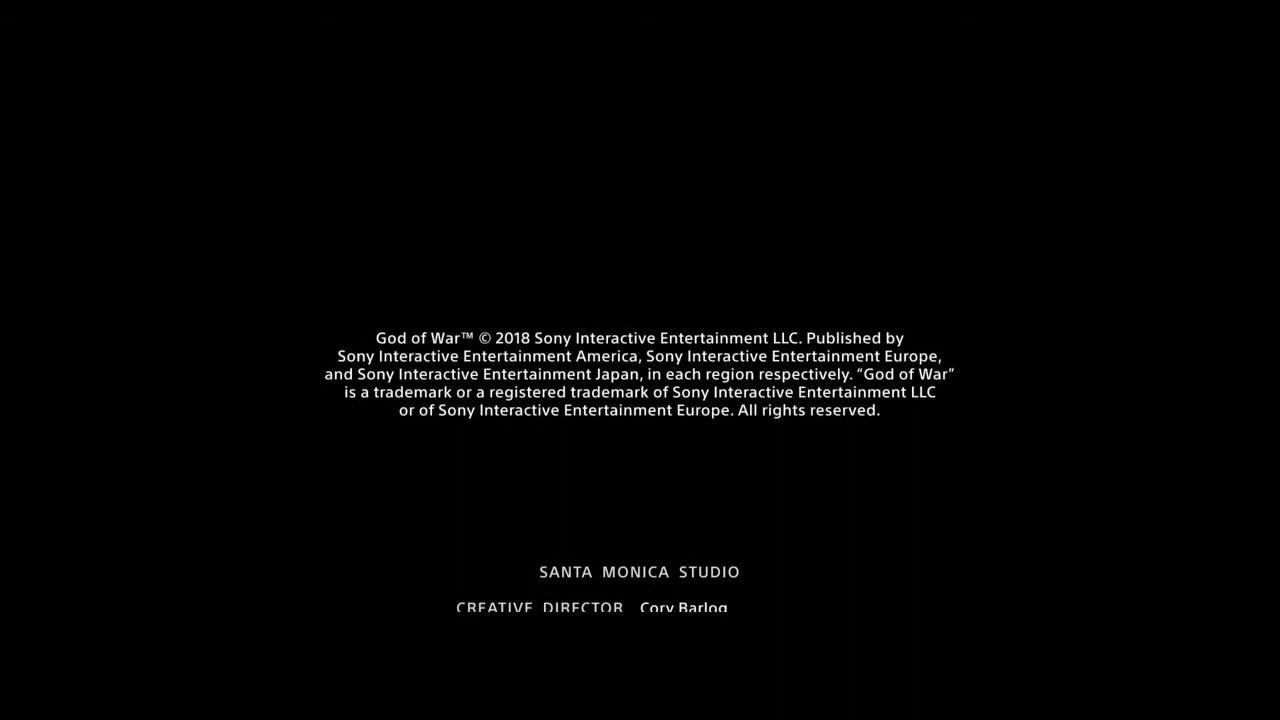 God of War™ © 2018 Sony Interactive Entertainment LLC. Published by
Sony Interactive Entertainment America, Sony Interactive Entertainment Europe,
and Sony Interactive Entertainment Japan, in each region respectively. “God of War”
is a trademark or a registered trademark of Sony Interactive Entertainment LLC
or of Sony Interactive Entertainment Europe. All rights reserved.
SANTA MONICA STUDIO
CREATIVE DIRECTOR Cory Barlog